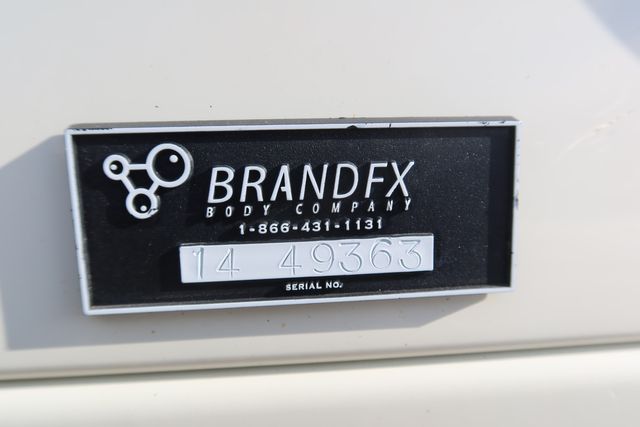 BRANDFX
BODY COMPANY
1-866-431-1131
14 49363
SERIAL NO.